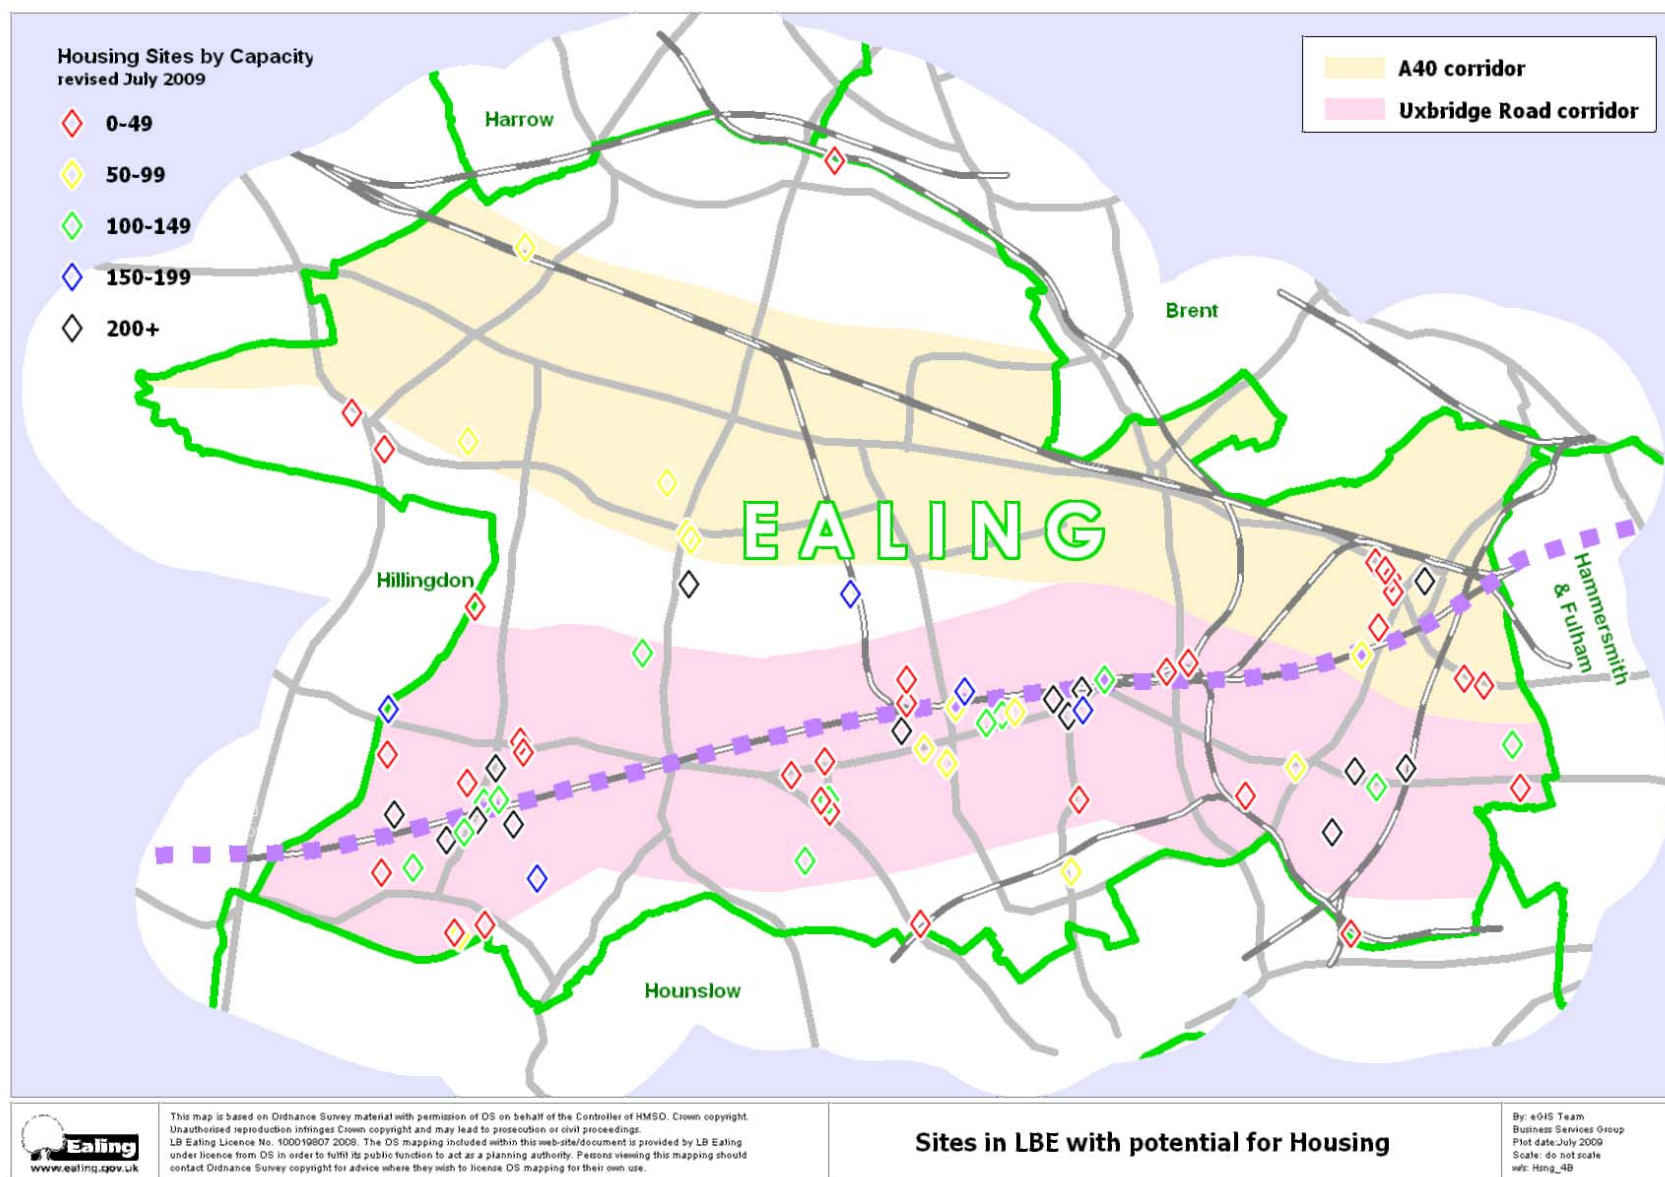 Housing Sites by Capacity
revised July 2009
0-49
50-99
100-149
150-199
200+
A40 corridor
Uxbridge Road corridor
Harrow
Brent
EALING
Hillingdon
Hammersmith
& Fulham
Hounslow
Ealing
www.ealing.gov.uk
This map is based on Ordnance Survey material with permission of OS on behalf of the Controller of HMSO. Crown copyright.
Unauthorised reproduction infringes Crown copyright and may lead to prosecution or civil proceedings.
LB Ealing Licence No. 100019807 2008. The OS mapping included within this web-site/document is provided by LB Ealing
under licence from OS in order to fulfil its public function to act as a planning authority. Persons viewing this mapping should
contact Ordnance Survey copyright for advice where they wish to license OS mapping for their own use.
Sites in LBE with potential for Housing
By: eGIS Team
Business Services Group
Plot date:July 2009
Scale: do not scale
w/s: Hsng_4B